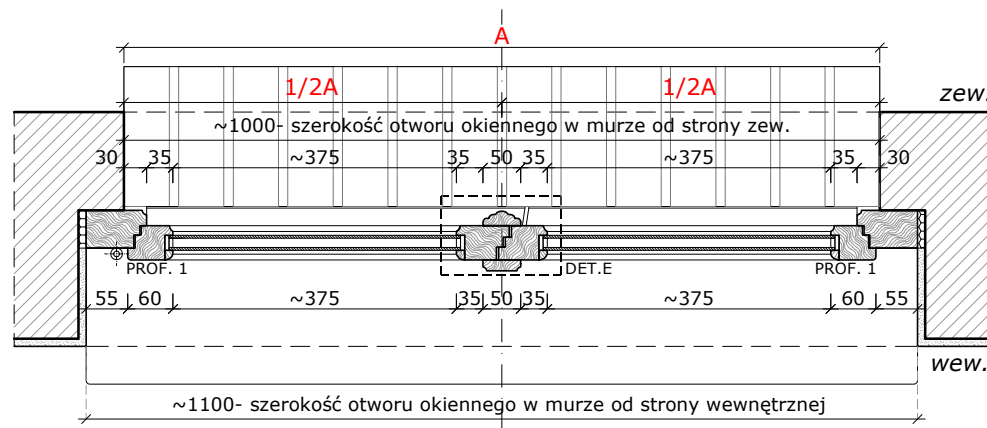 A
1/2A 1/2A
zew.
~1000- szerokość otworu okiennego w murze od strony zew.
30 35 ~375 35 50 35 ~375 35 30
PROF. 1 DET.E PROF. 1
55 60 ~375 35 50 35 ~375 60 55
wew.
~1100- szerokość otworu okiennego w murze od strony wewnętrznej